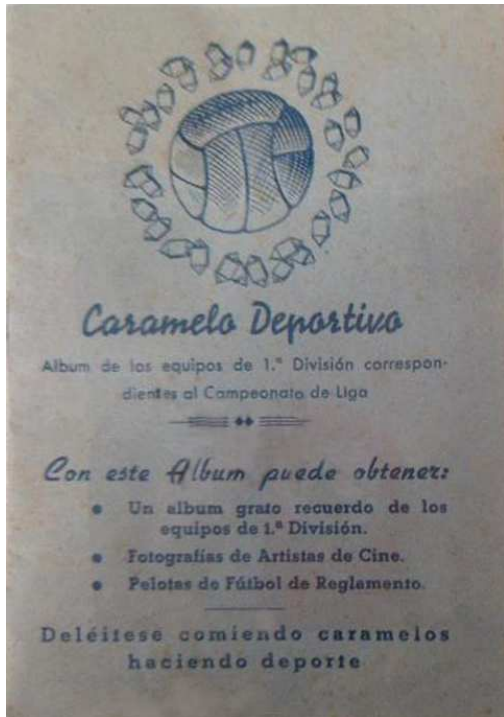 Caramelo Deportivo
Album de los equipos de 1.ª División correspon-
dientes al Campeonato de Liga
Con este Album puede obtener:
● Un album grato recuerdo de los
equipos de 1.ª División.
● Fotografías de Artistas de Cine.
● Pelotas de Fútbol de Reglamento.
Deléitese comiendo caramelos
haciendo deporte